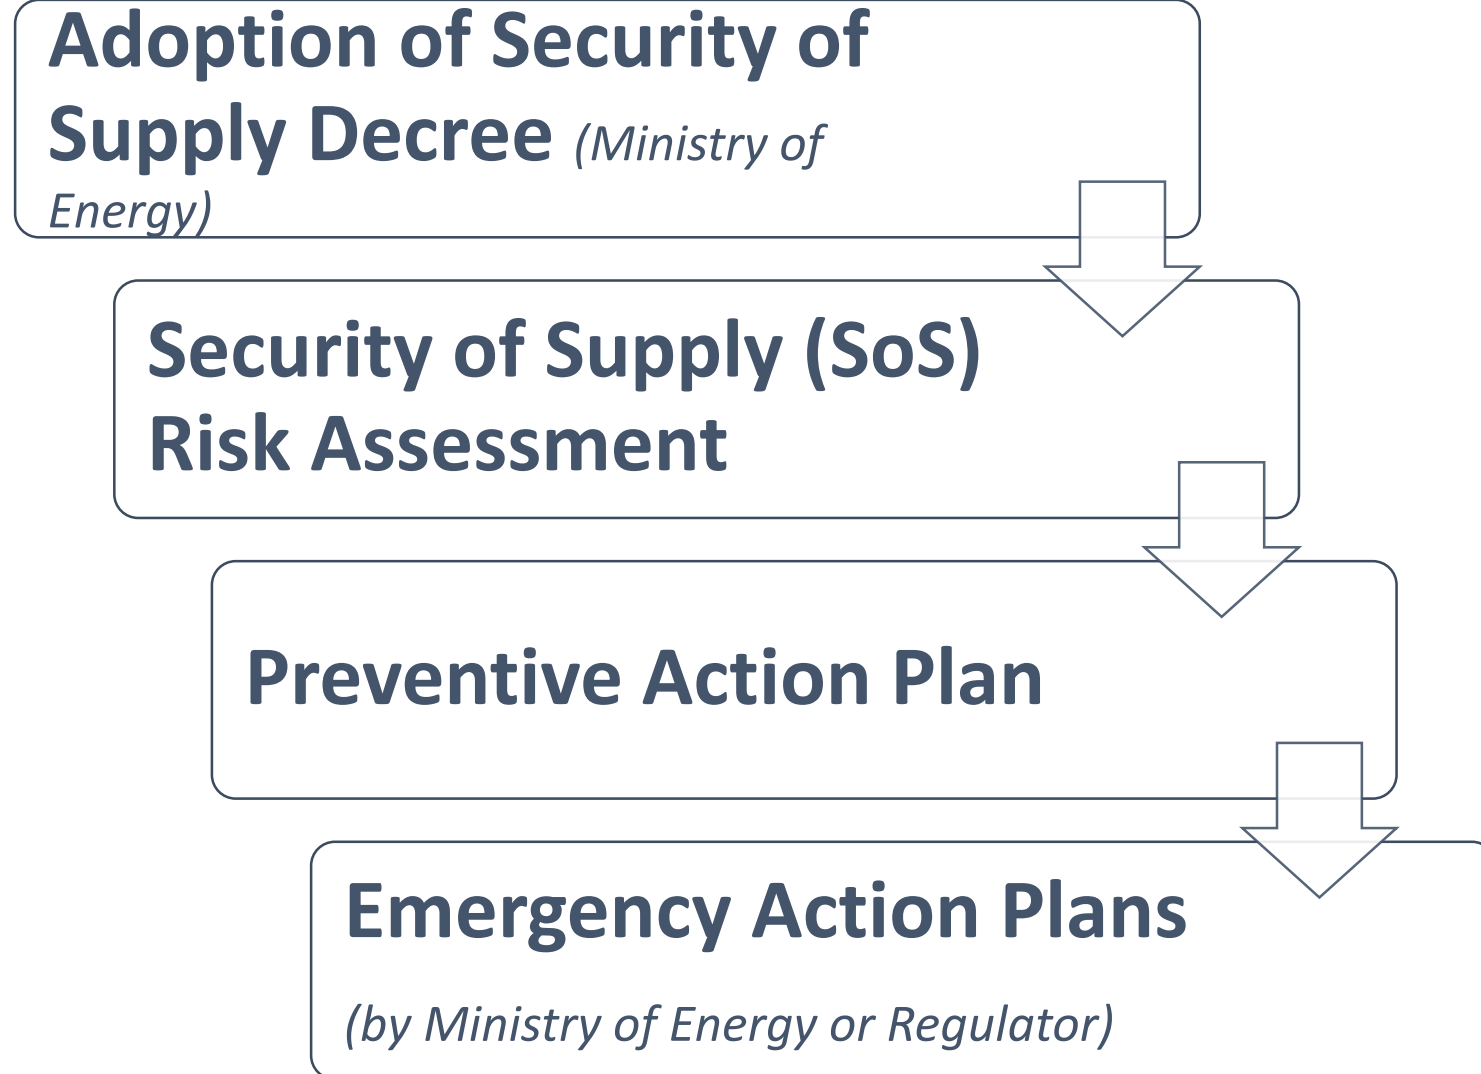 Adoption of Security of
Supply Decree (Ministry of
Energy)
Security of Supply (SoS)
Risk Assessment
Preventive Action Plan
Emergency Action Plans
(by Ministry of Energy or Regulator)